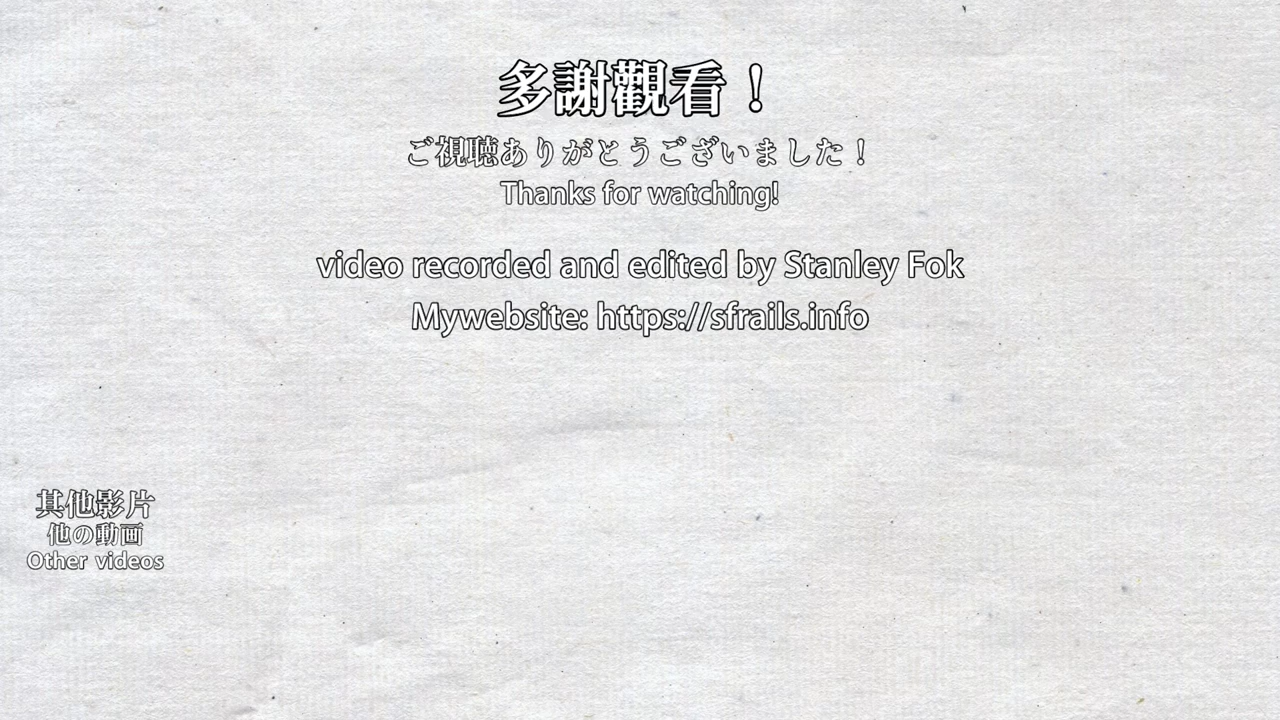 多謝觀看！
ご視聴ありがとうございました！
Thanks for watching!
video recorded and edited by Stanley Fok
Mywebsite: https://sfrails.info
其他影片
他の動画
Other videos